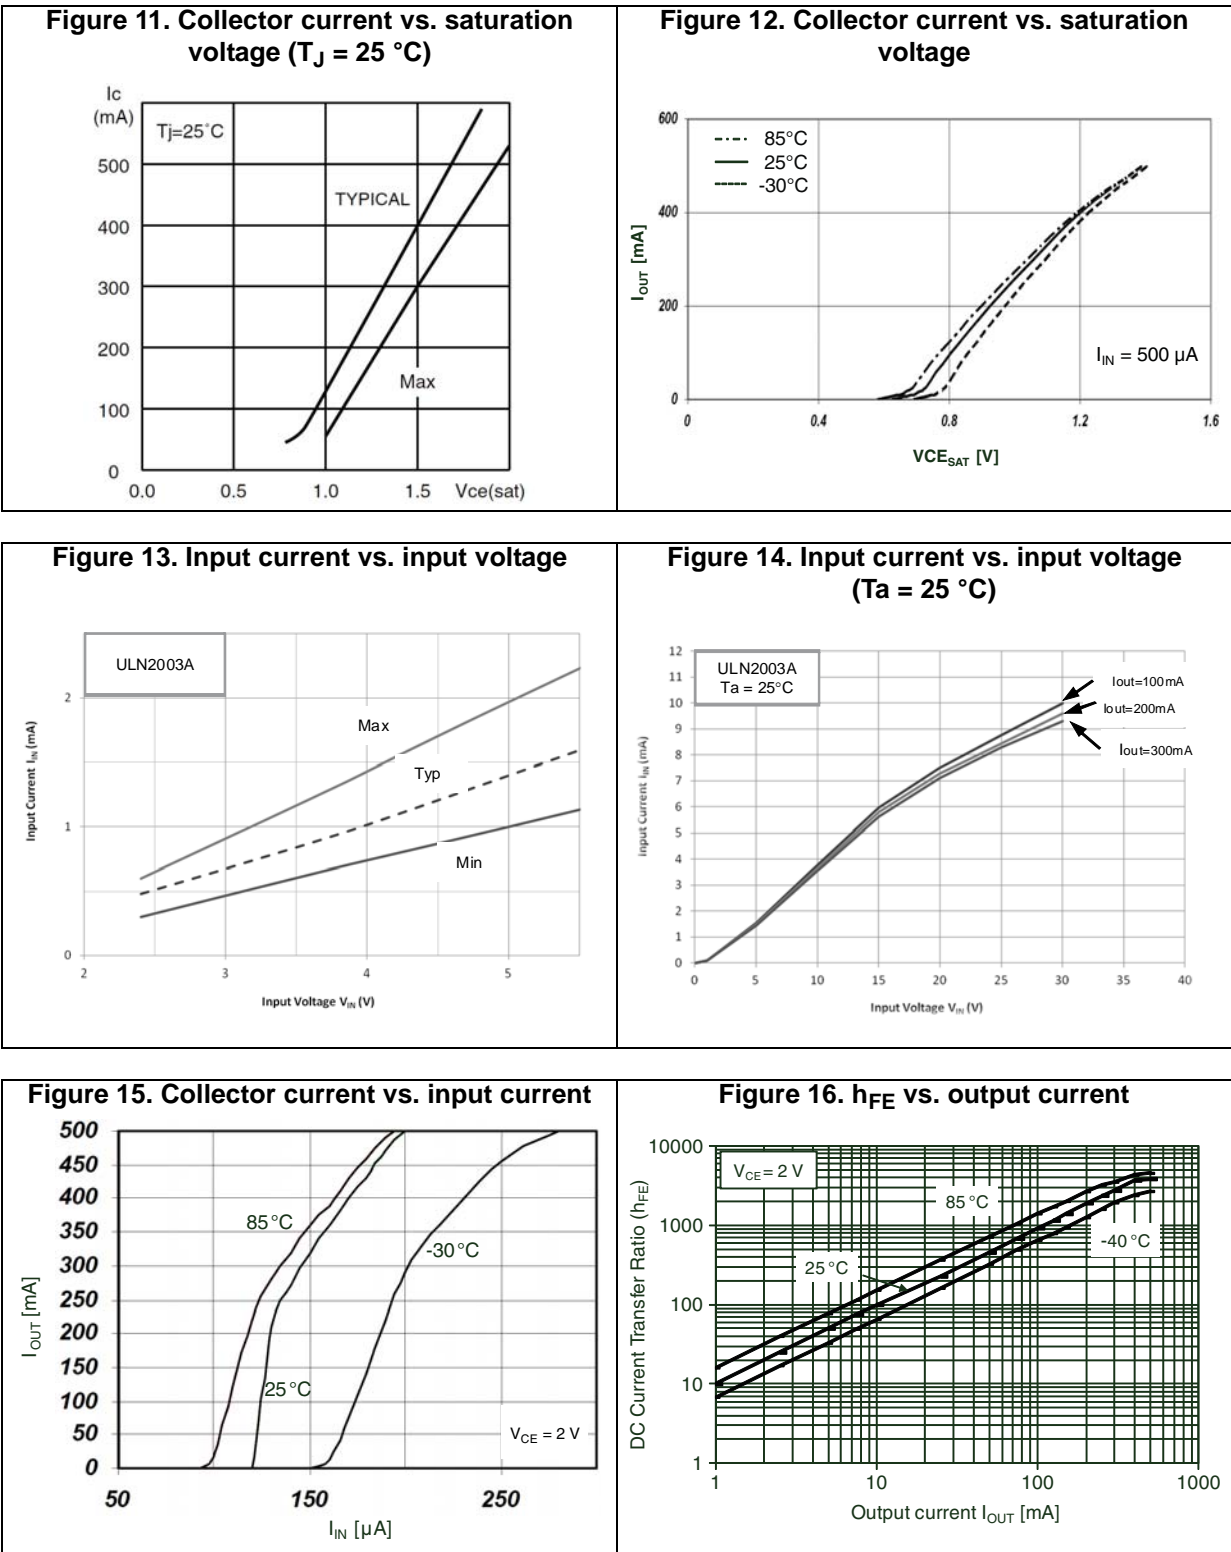 Figure 11. Collector current vs. saturation
voltage (TJ = 25 °C)
Ic
(mA)
Tj=25°C
500
TYPICAL
400
300
200
Max
100
0
0.0 0.5 1.0 1.5 Vce(sat)
Figure 12. Collector current vs. saturation
voltage
600
85°C
25°C
-30°C
400
IOUT [mA]
200
IIN = 500 µA
0
0 0.4 0.8 1.2 1.6
VCESAT [V]
Figure 13. Input current vs. input voltage
ULN2003A
2
Max
Input Current IIN (mA)
Typ
1
Min
0
2 3 4 5
Input Voltage VIN (V)
Figure 14. Input current vs. input voltage
(Ta = 25 °C)
12
ULN2003A
Ta = 25°C
11
Iout=100mA
10
Iout=200mA
9
Iout=300mA
8
Input Current IIN (mA)
7
6
5
4
3
2
1
0
0 5 10 15 20 25 30 35 40
Input Voltage VIN (V)
Figure 15. Collector current vs. input current
500
450
400
85°C
350
-30°C
300
IOUT [mA]
250
200
150
25°C
100
50
VCE = 2 V
0
50 150 250
IIN [µA]
Figure 16. hFE vs. output current
10000
VCE = 2 V
85°C
1000
-40°C
DC Current Transfer Ratio (hFE)
25°C
100
10
1
1 10 100 1000
Output current IOUT [mA]